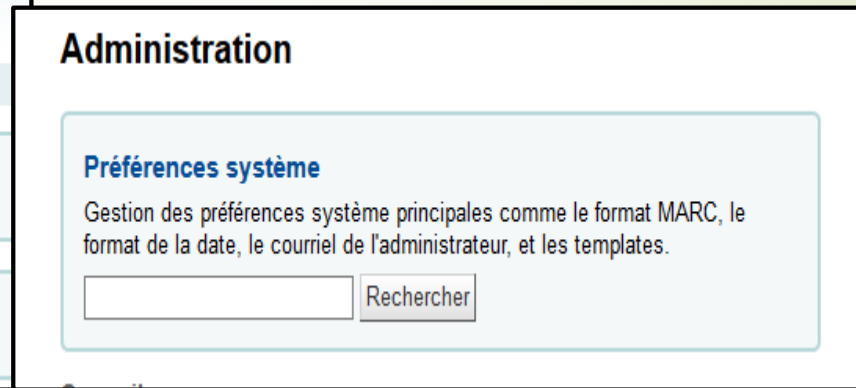 Administration
Préférences système
Gestion des préférences système principales comme le format MARC, le
format de la date, le courriel de l'administrateur, et les templates.
Rechercher